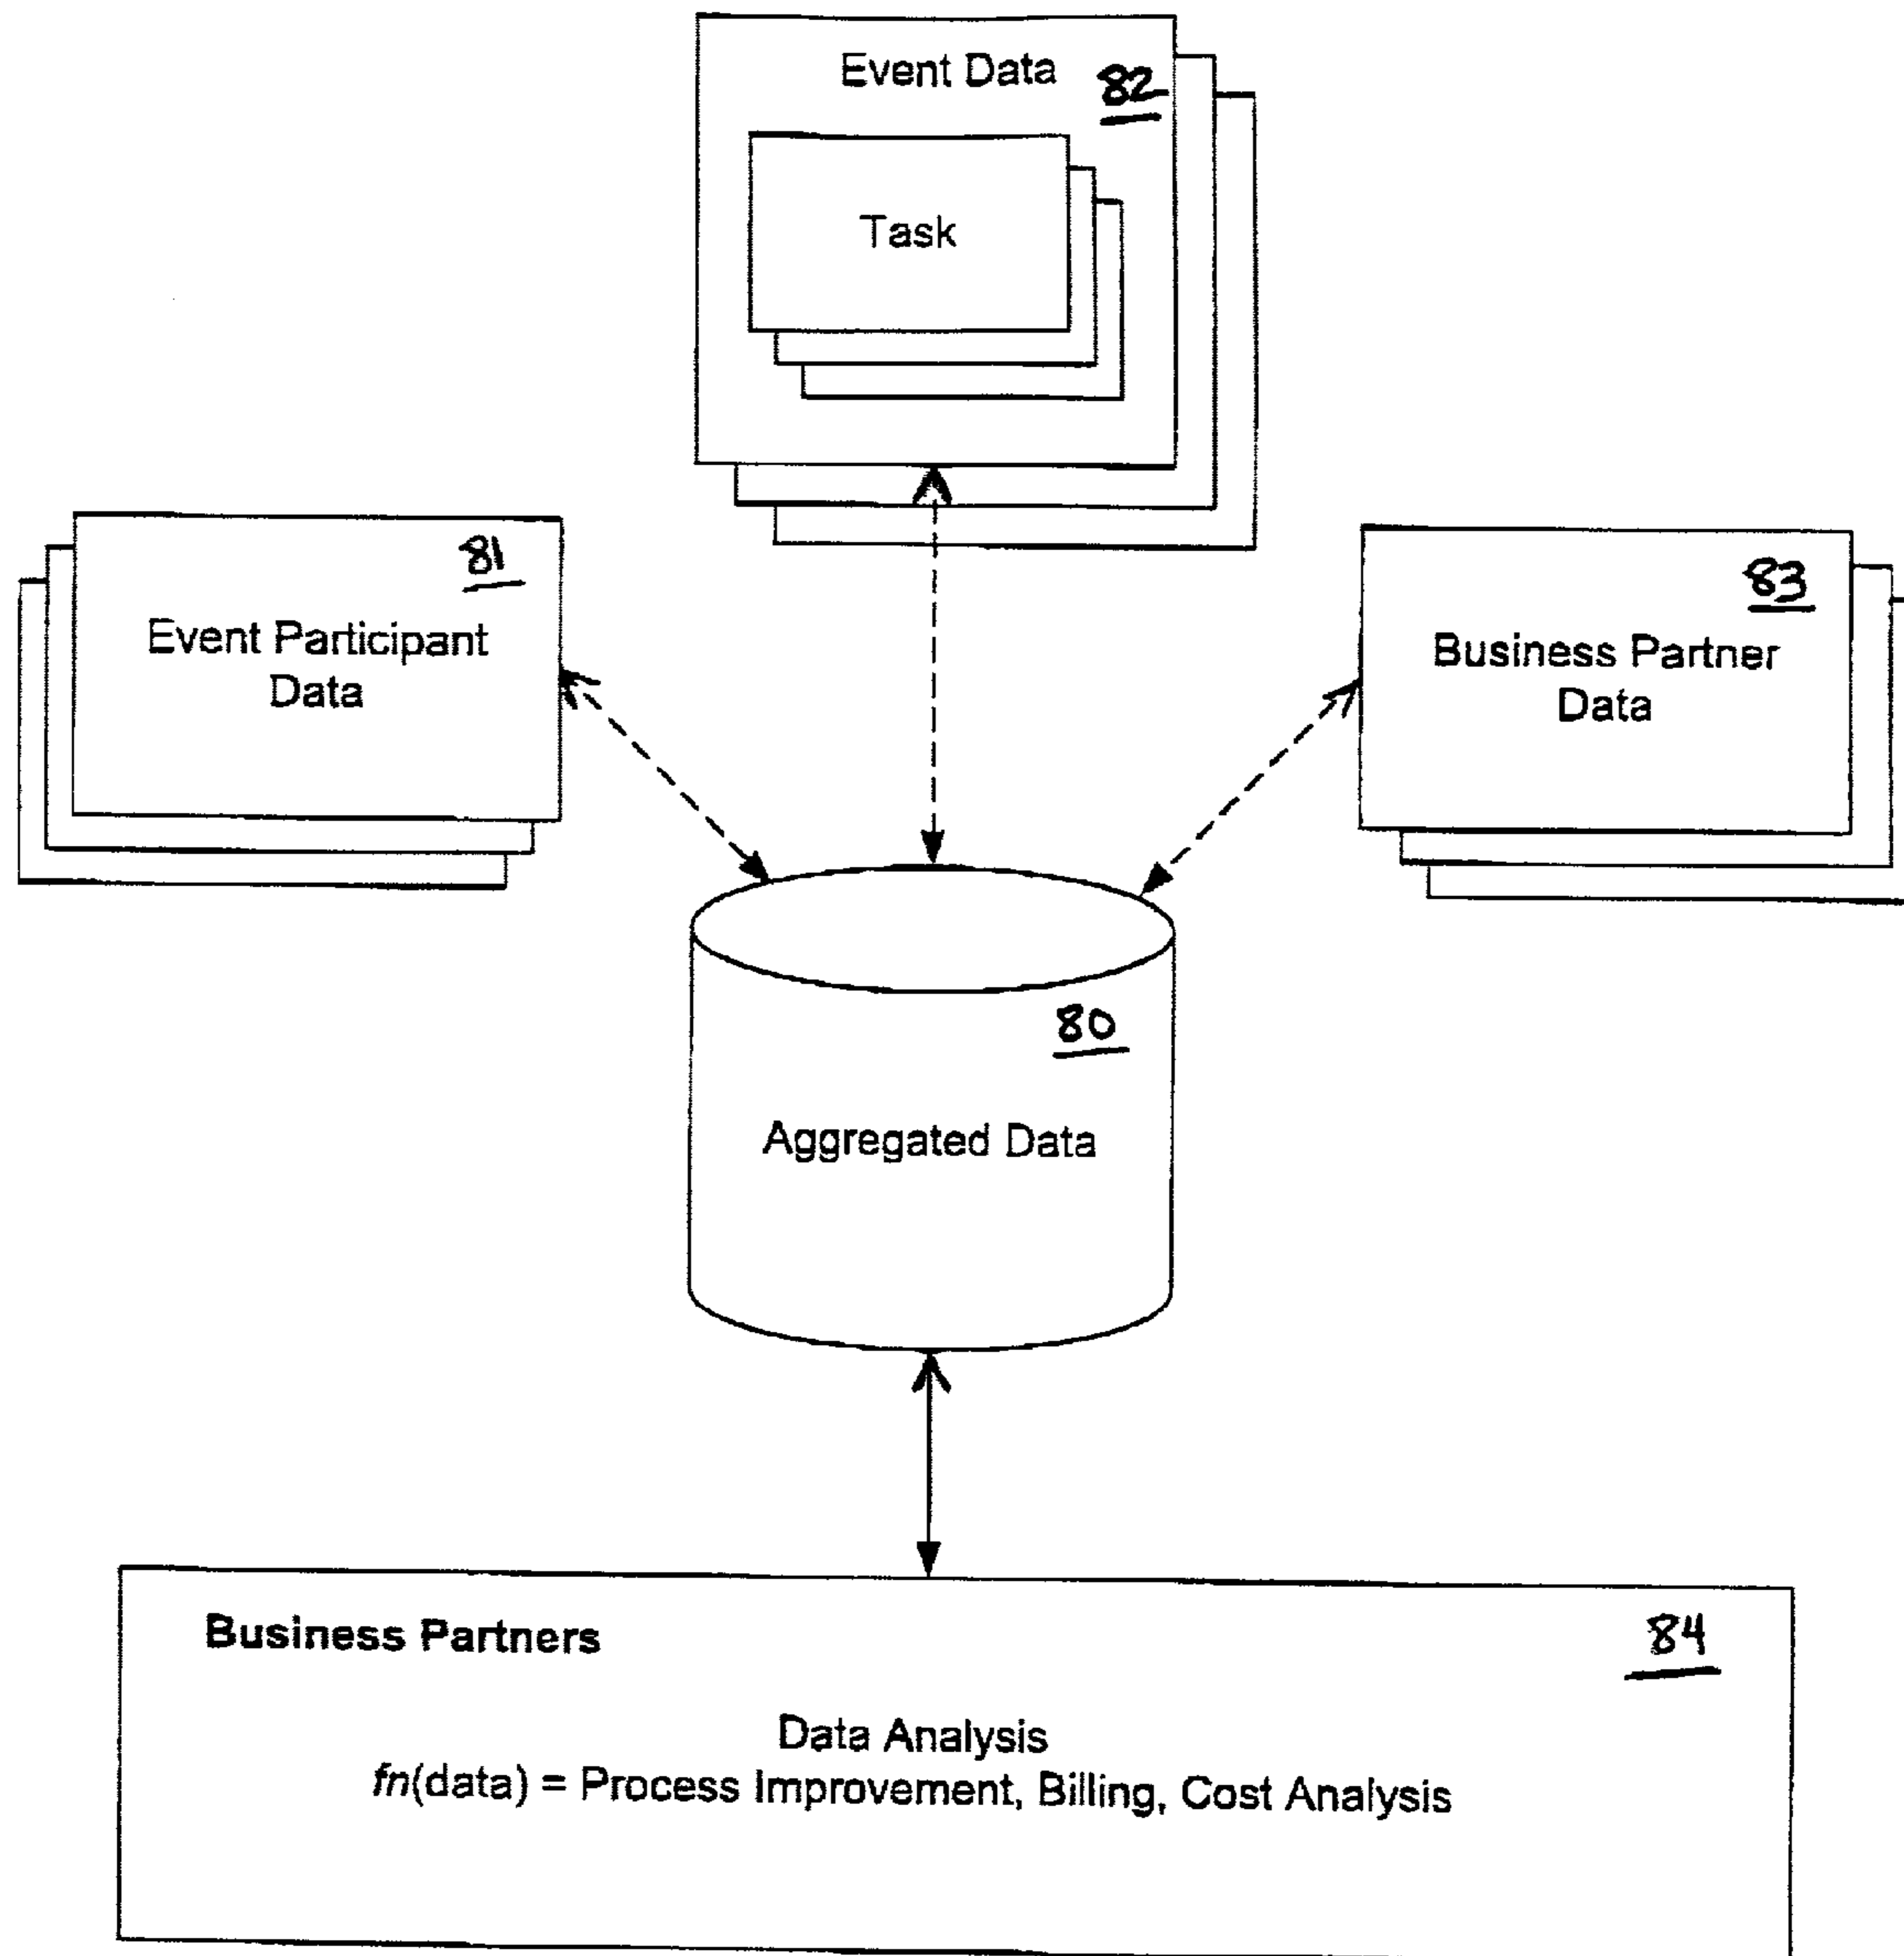 Event Data
82
Task
81
Event Participant
Data
83
Business Partner
Data
80
Aggregated Data
Business Partners
84
Data Analysis
fn(data) = Process Improvement, Billing, Cost Analysis